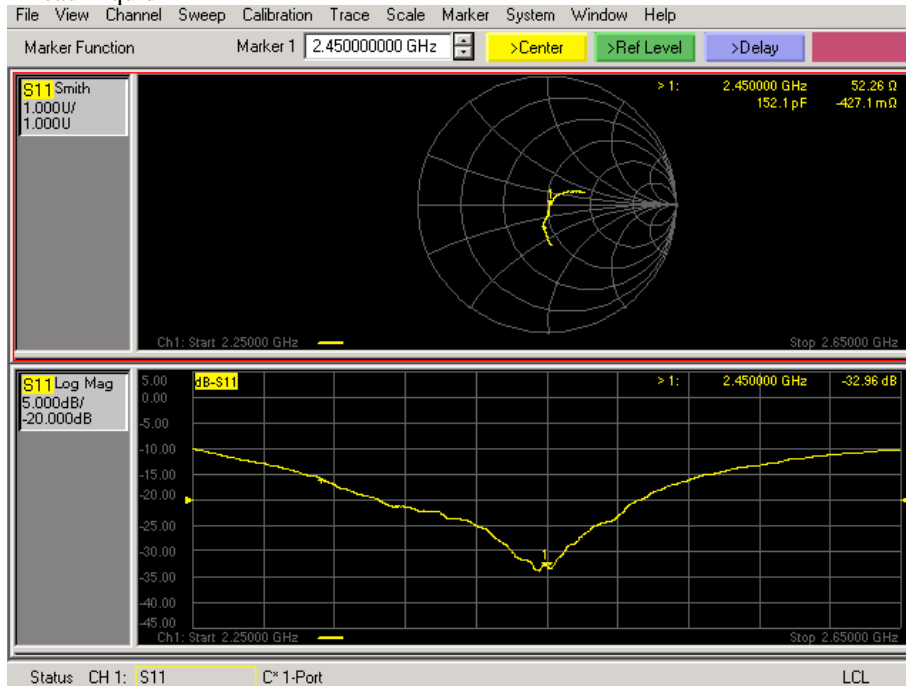 File View Channel Sweep Calibration Trace Scale Marker System Window Help
Marker Function Marker 1 2.450000000 GHz >Center >Ref Level >Delay
S11 Smith
1.000U/
1.000U
> 1: 2.450000 GHz 52.26 Ω
152.1 pF -427.1 mΩ
1
Ch1: Start 2.25000 GHz Stop 2.65000 GHz
S11 Log Mag
5.000dB/
-20.000dB
5.00 dB-S11 > 1: 2.450000 GHz -32.96 dB
0.00
-5.00
-10.00
-15.00
-20.00
-25.00
-30.00
1
-35.00
-40.00
-45.00
Ch1: Start 2.25000 GHz Stop 2.65000 GHz
Status CH 1: S11 C* 1-Port LCL